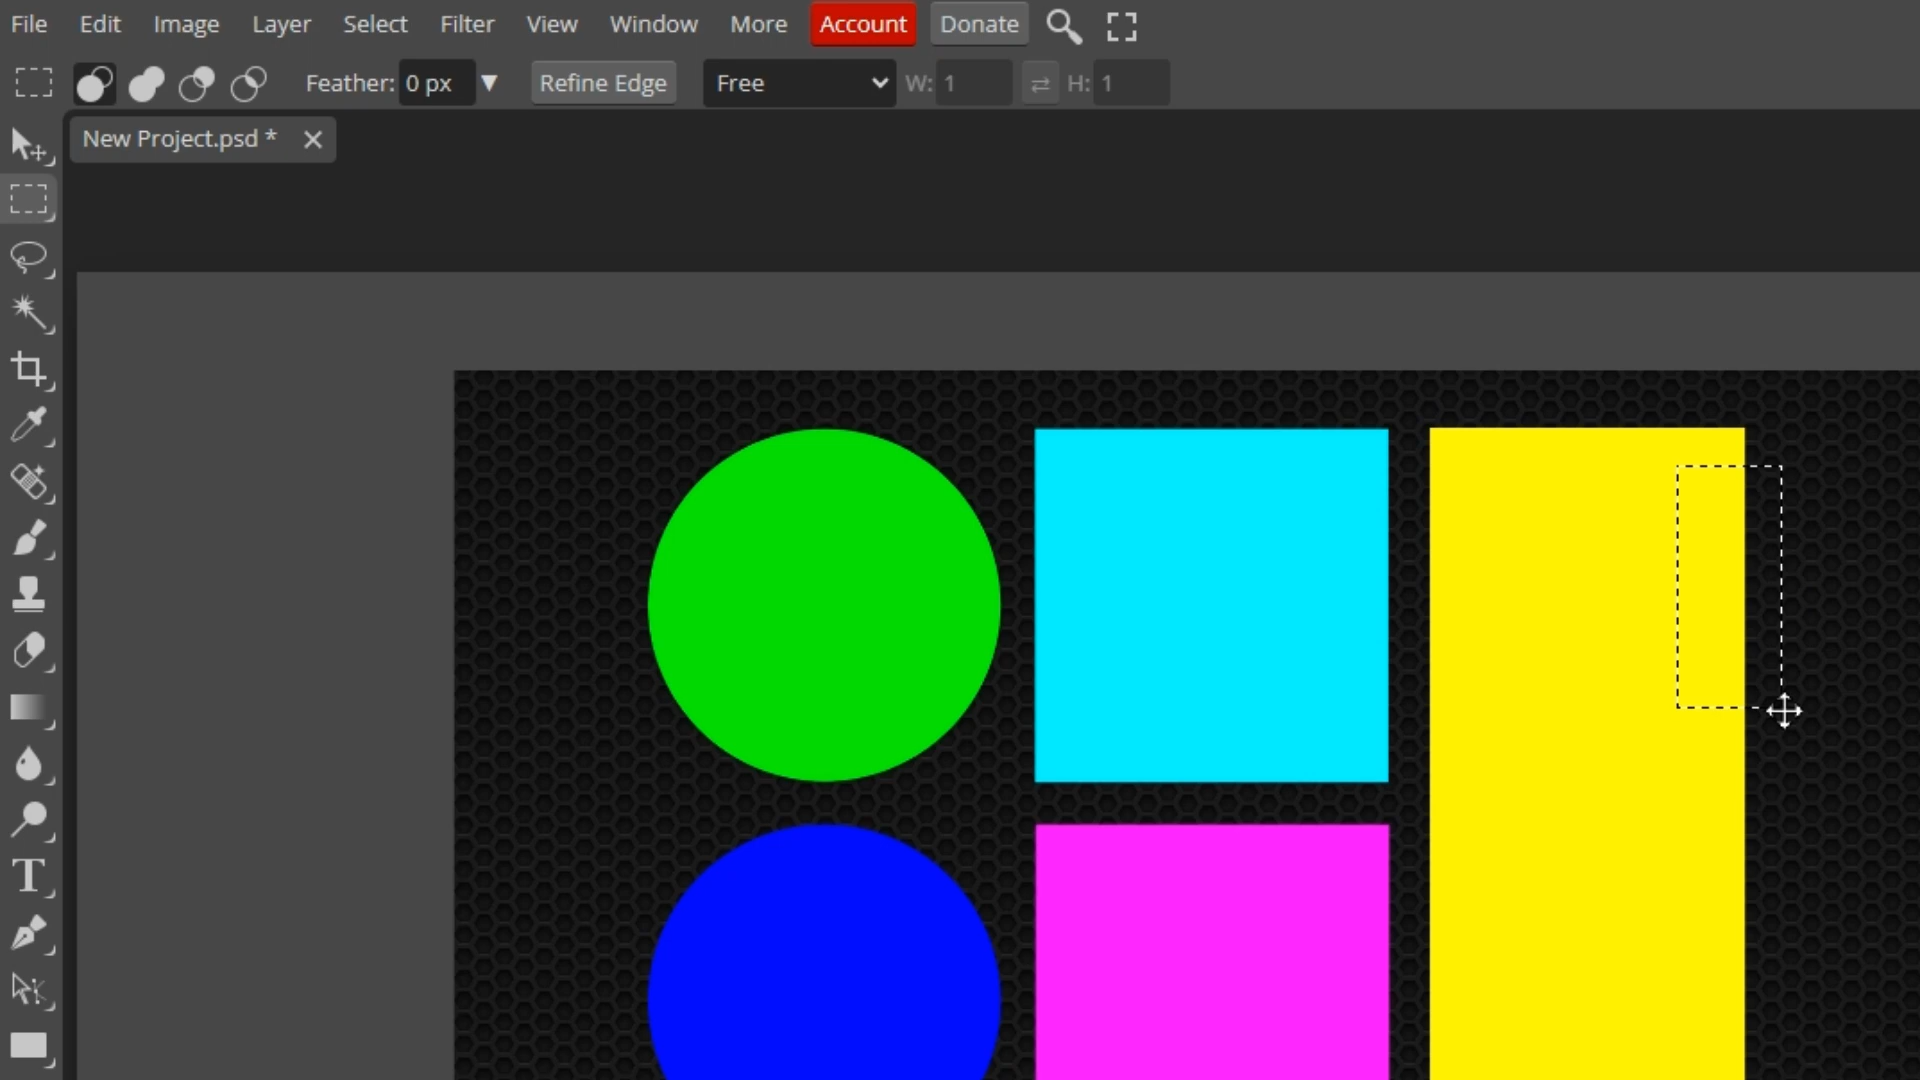 File Edit Image Layer Select Filter View Window More Account Donate
Feather: 0 px ▼ Refine Edge Free W: 1 ⇄ H: 1
New Project.psd *
T